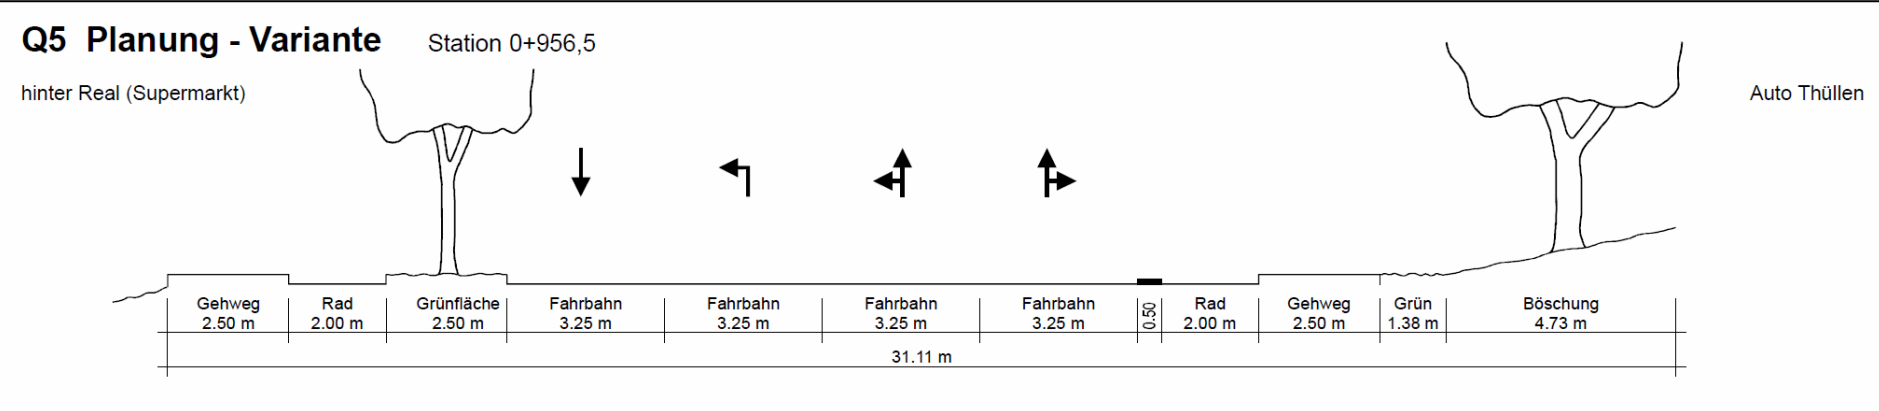 Q5 Planung - Variante Station 0+956,5
hinter Real (Supermarkt)
Auto Thüllen
Gehweg Rad Grünfläche Fahrbahn Fahrbahn Fahrbahn Fahrbahn 0.50 Rad Gehweg Grün Böschung
2.50 m 2.00 m 2.50 m 3.25 m 3.25 m 3.25 m 3.25 m 2.00 m 2.50 m 1.38 m 4.73 m
31.11 m